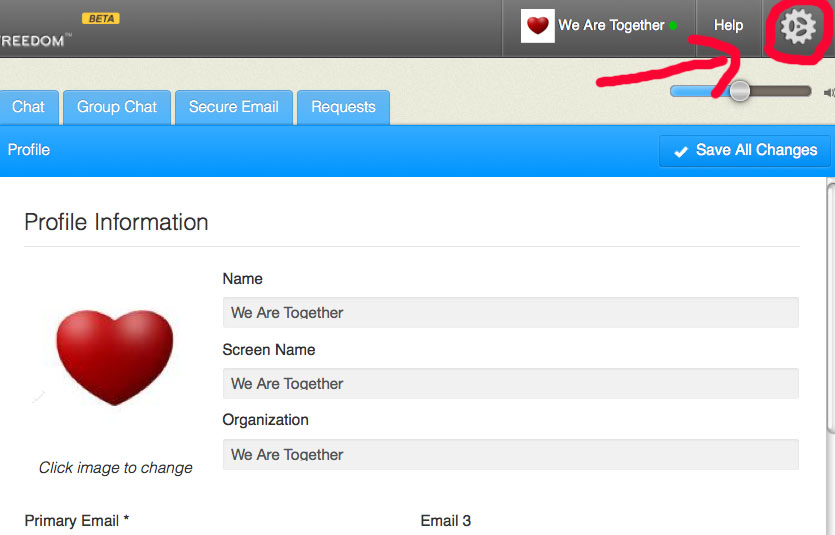 BETA
REEDOM™
We Are Together
Help
Chat
Group Chat
Secure Email
Requests
Profile
Save All Changes
Profile Information
Name
We Are Together
Screen Name
We Are Together
Organization
We Are Together
Click image to change
Primary Email *
Email 3